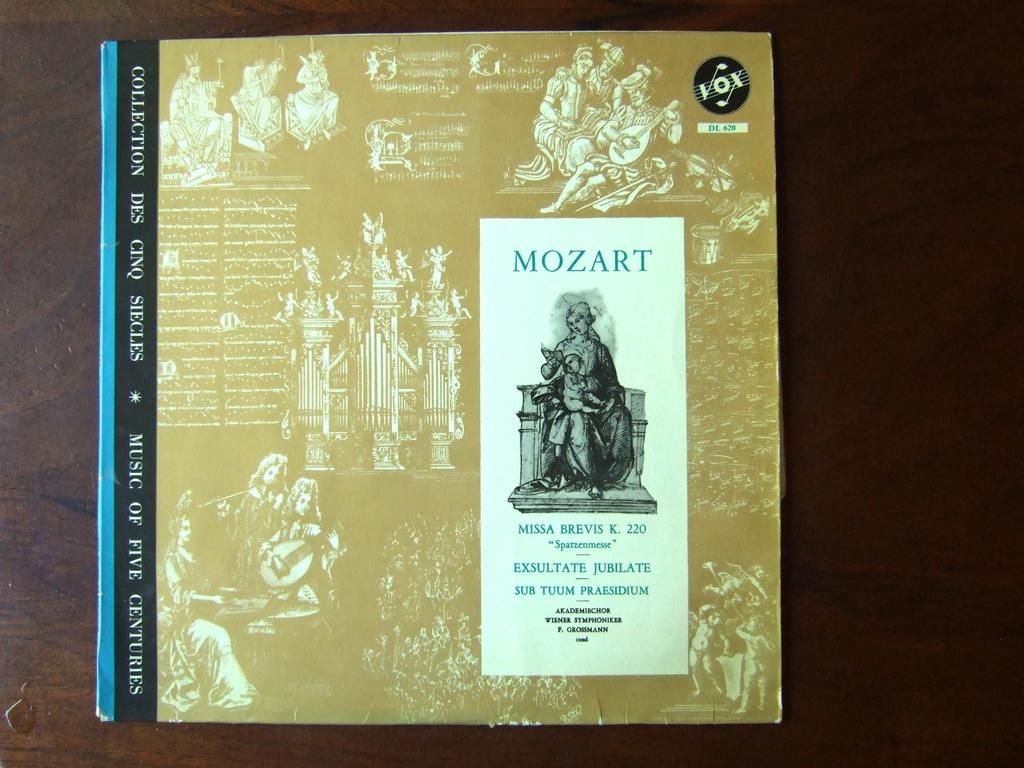 COLLECTION DES CINQ SIECLES * MUSIC OF FIVE CENTURIES
VOX
DL 620
MOZART
MISSA BREVIS K. 220
"Spatzenmesse"
EXSULTATE JUBILATE
SUB TUUM PRAESIDIUM
AKADEMIECHOR
WIENER SYMPHONIKER
F. GROSSMANN
cond